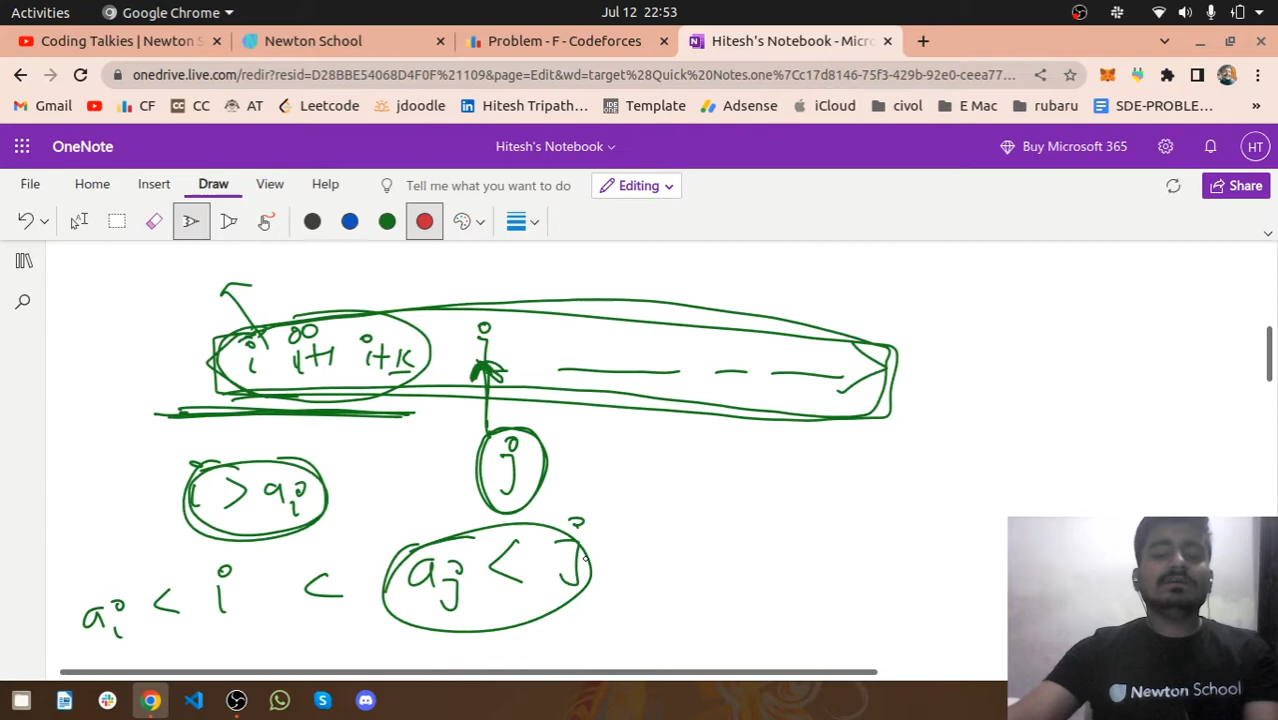 Activities
Google Chrome
Jul 12 22:53
Coding Talkies | Newton S
Newton School
Problem - F - Codeforces
Hitesh's Notebook - Micro
onedrive.live.com/redir?resid=D28BBE54068D4F0F%21109&page=Edit&wd=target%28Quick%20Notes.one%7Cc17d8146-75f3-429b-92e0-ceea77...
Gmail
CF
CC
AT
Leetcode
jdoodle
Hitesh Tripath...
Template
Adsense
iCloud
civol
E Mac
rubaru
SDE-PROBLE...
OneNote
Hitesh's Notebook
Buy Microsoft 365
HT
File
Home
Insert
Draw
View
Help
Tell me what you want to do
Editing
Share
i i+1 i+k j
j
i > ai
ai < i < aj < j
Newton School